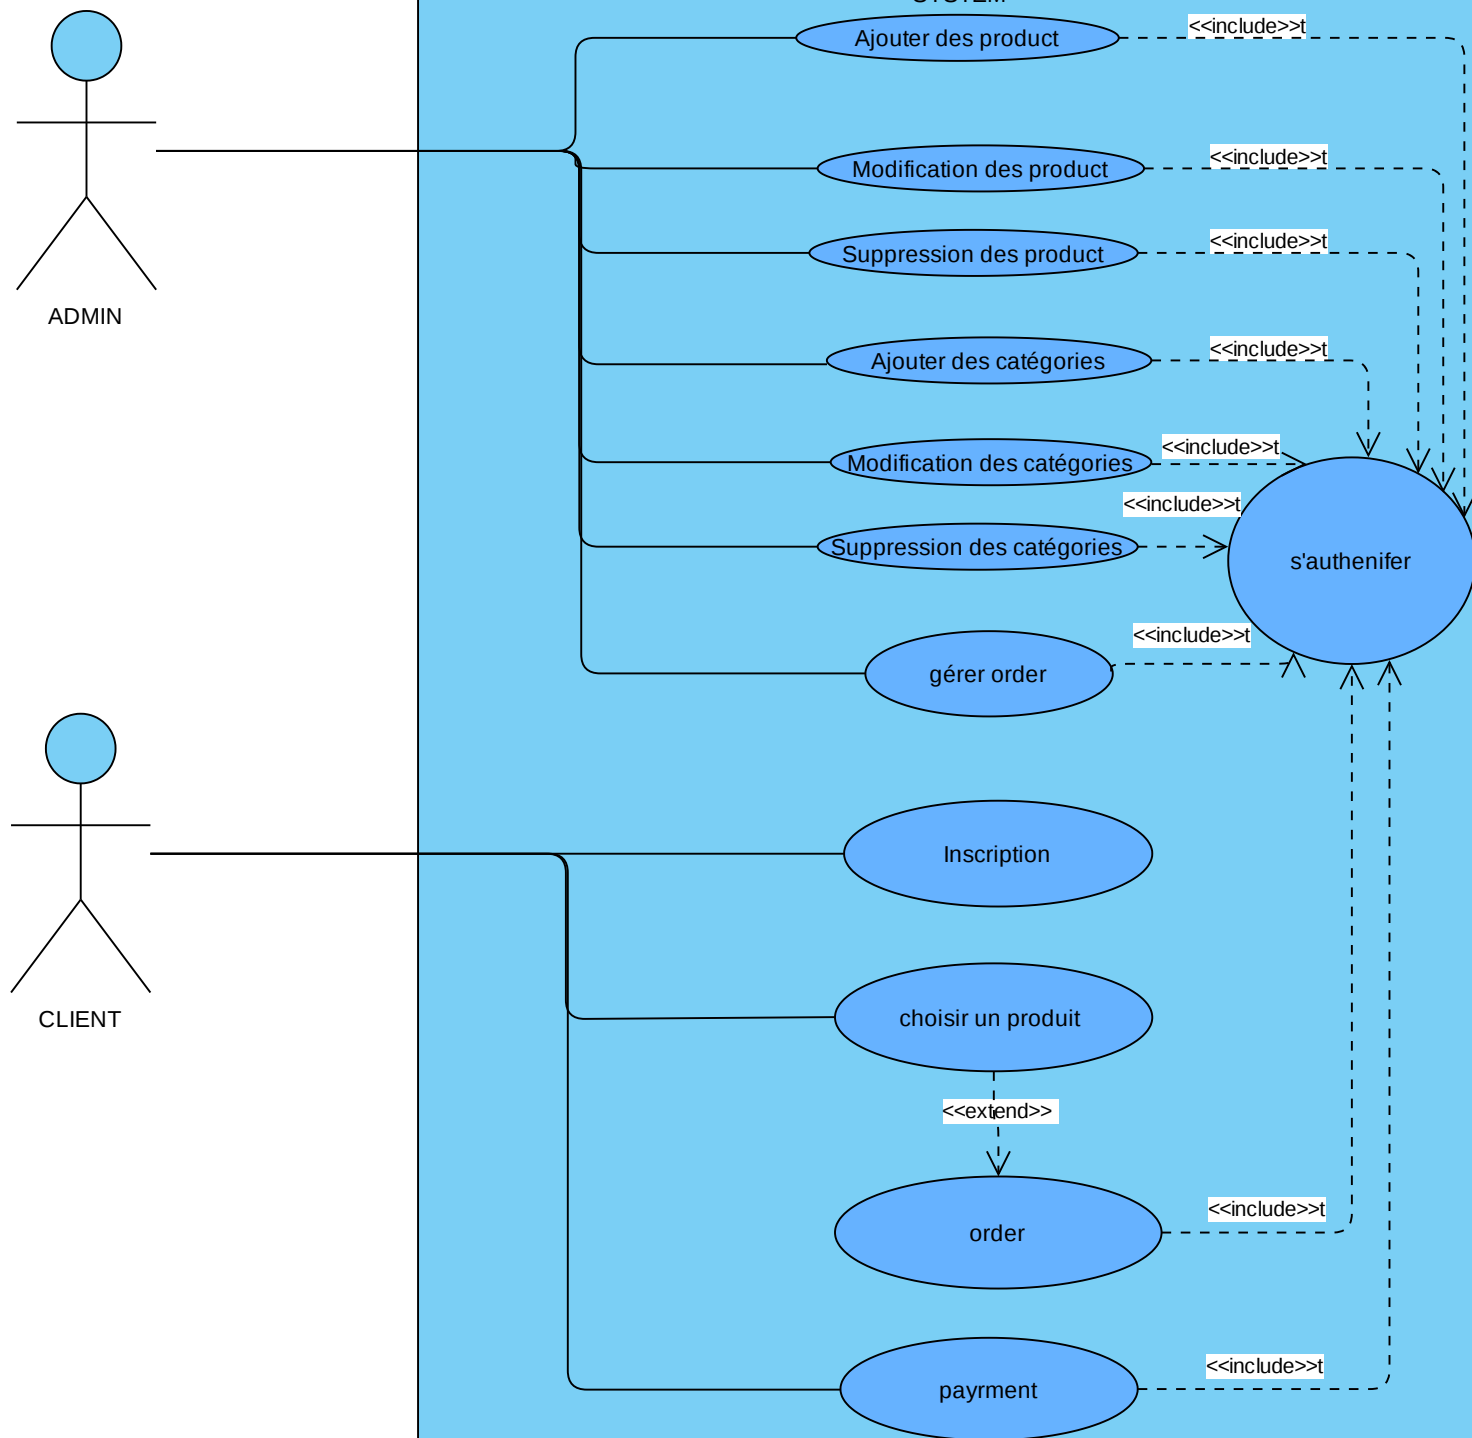 SYSTEM
Ajouter des product
<<include>>t
Modification des product
<<include>>t
Suppression des product
<<include>>t
ADMIN
Ajouter des catégories
<<include>>t
Modification des catégories
<<include>>t
Suppression des catégories
<<include>>t
s'authenifer
gérer order
<<include>>t
Inscription
CLIENT
choisir un produit
<<extend>>
order
<<include>>t
payrment
<<include>>t